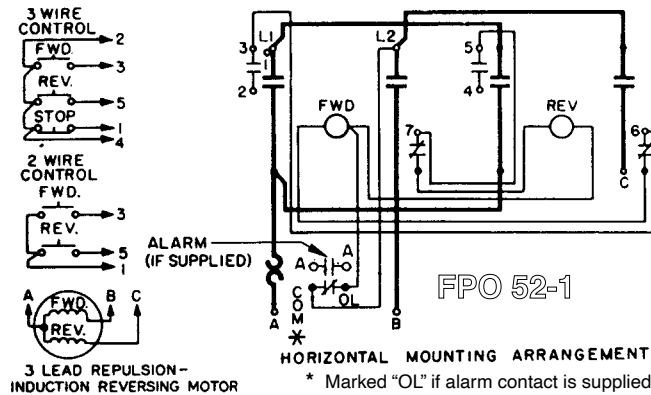 3 WIRE
CONTROL
FWD.
2
3
REV.
5
STOP
1
4
2 WIRE
CONTROL
FWD.
3
REV.
5
1
A
FWD.
B
C
REV.
3 LEAD REPULSION-
INDUCTION REVERSING MOTOR
3
L1
1
2
FWD
L2
5
4
7
REV
6
C
ALARM
(IF SUPPLIED)
A
A
COM
*
OL
A
B
FPO 52-1
HORIZONTAL MOUNTING ARRANGEMENT
* Marked "OL" if alarm contact is supplied